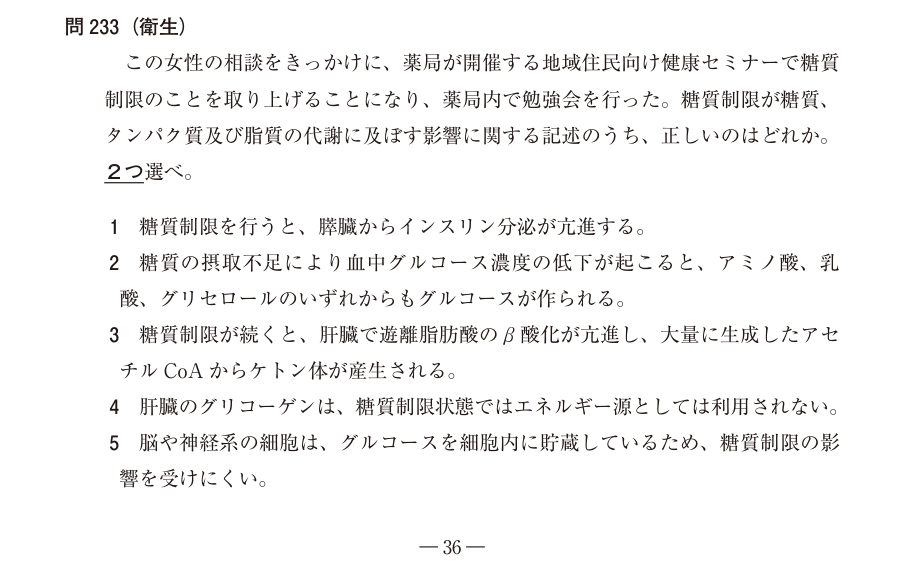 問 233（衛生）
この女性の相談をきっかけに、薬局が開催する地域住民向け健康セミナーで糖質
制限のことを取り上げることになり、薬局内で勉強会を行った。糖質制限が糖質、
タンパク質及び脂質の代謝に及ぼす影響に関する記述のうち、正しいのはどれか。
２つ選べ。
1　糖質制限を行うと、膵臓からインスリン分泌が亢進する。
2　糖質の摂取不足により血中グルコース濃度の低下が起こると、アミノ酸、乳
酸、グリセロールのいずれからもグルコースが作られる。
3　糖質制限が続くと、肝臓で遊離脂肪酸のβ酸化が亢進し、大量に生成したアセ
チル CoA からケトン体が産生される。
4　肝臓のグリコーゲンは、糖質制限状態ではエネルギー源としては利用されない。
5　脳や神経系の細胞は、グルコースを細胞内に貯蔵しているため、糖質制限の影
響を受けにくい。
― 36 ―